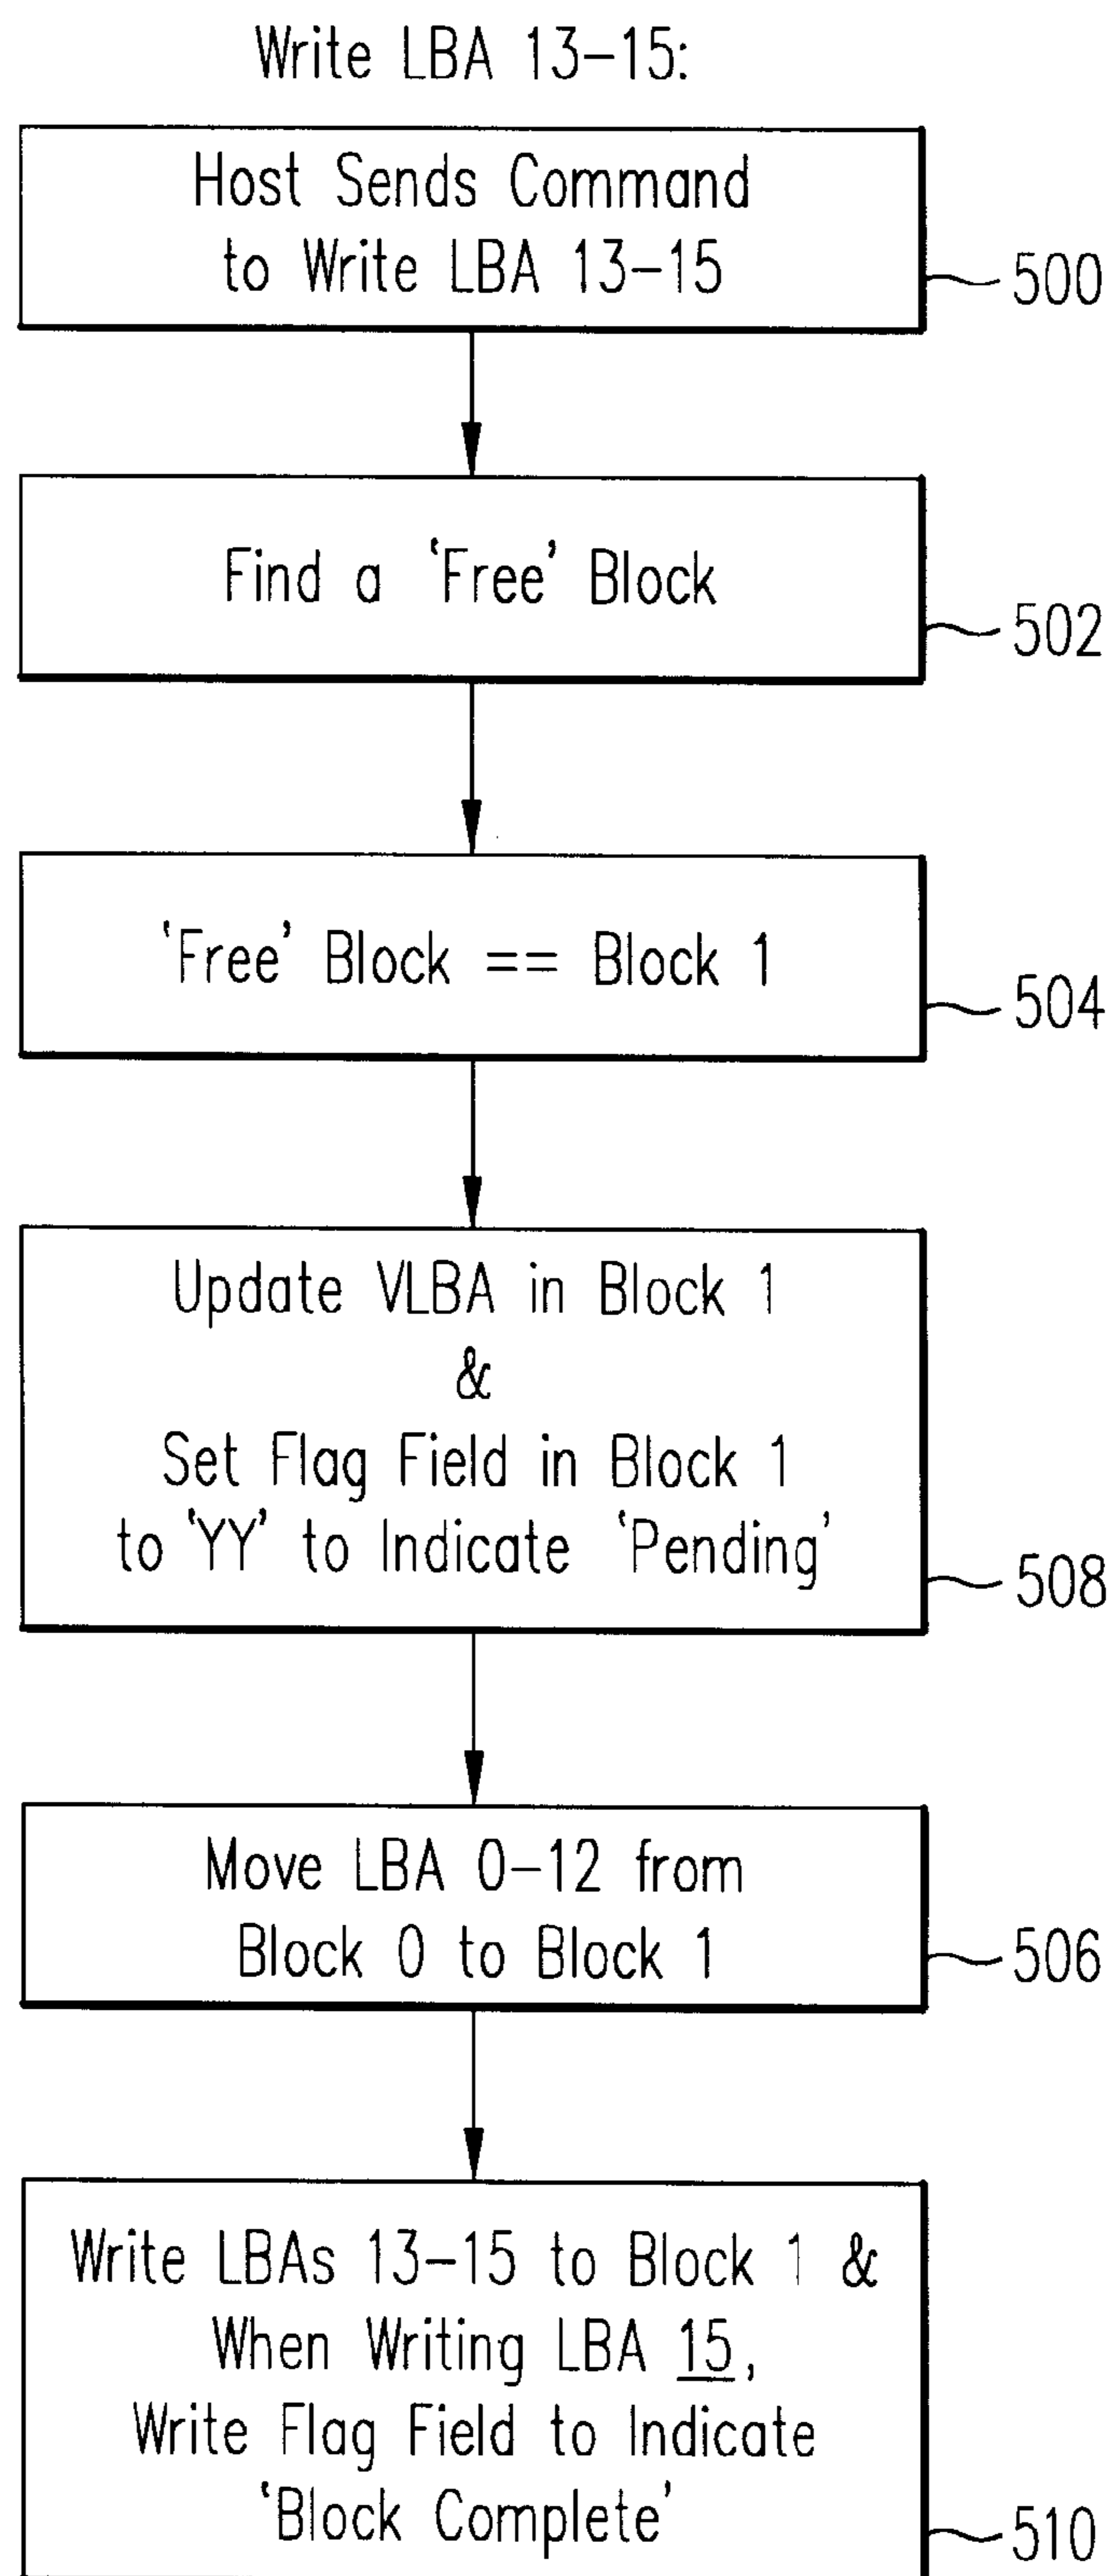 Write LBA 13–15:
Host Sends Command
to Write LBA 13–15
500
Find a ‘Free’ Block
502
‘Free’ Block == Block 1
504
Update VLBA in Block 1
&
Set Flag Field in Block 1
to ‘YY’ to Indicate ‘Pending’
508
Move LBA 0–12 from
Block 0 to Block 1
506
Write LBAs 13–15 to Block 1 &
When Writing LBA 15,
Write Flag Field to Indicate
‘Block Complete’
510